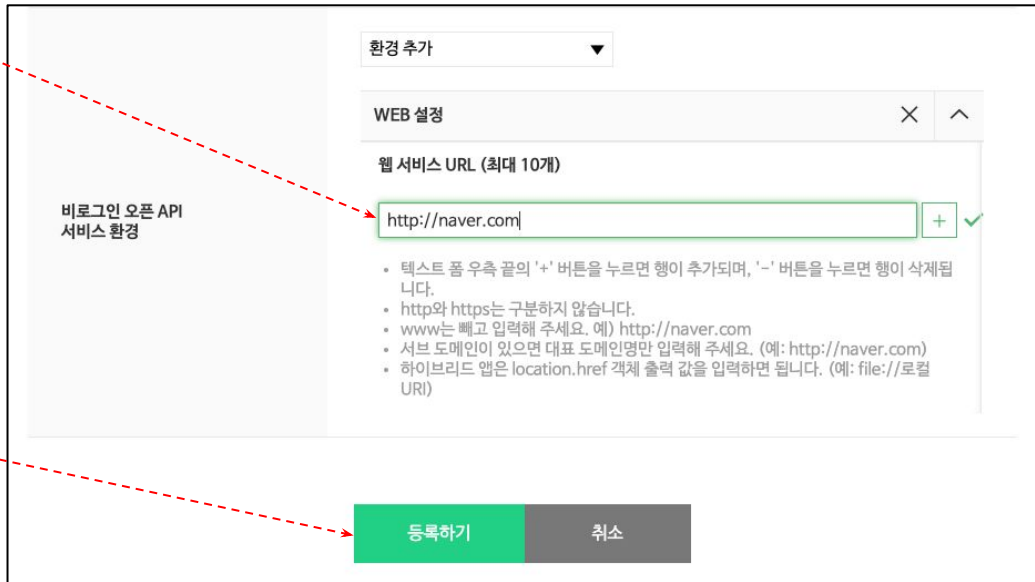 환경 추가
WEB 설정
웹 서비스 URL (최대 10개)
비로그인 오픈 API
서비스 환경
http://naver.com
• 텍스트 폼 우측 끝의 '+' 버튼을 누르면 행이 추가되며, '-' 버튼을 누르면 행이 삭제됩
니다.
• http와 https는 구분하지 않습니다.
• www는 빼고 입력해 주세요. 예) http://naver.com
• 서브 도메인이 있으면 대표 도메인명만 입력해 주세요. (예: http://naver.com)
• 하이브리드 앱은 location.href 객체 출력 값을 입력하면 됩니다. (예: file://로컬
URI)
등록하기
취소